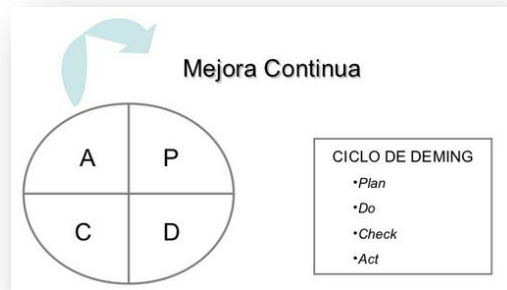 Mejora Continua
A P
C D
CICLO DE DEMING
•Plan
•Do
•Check
•Act